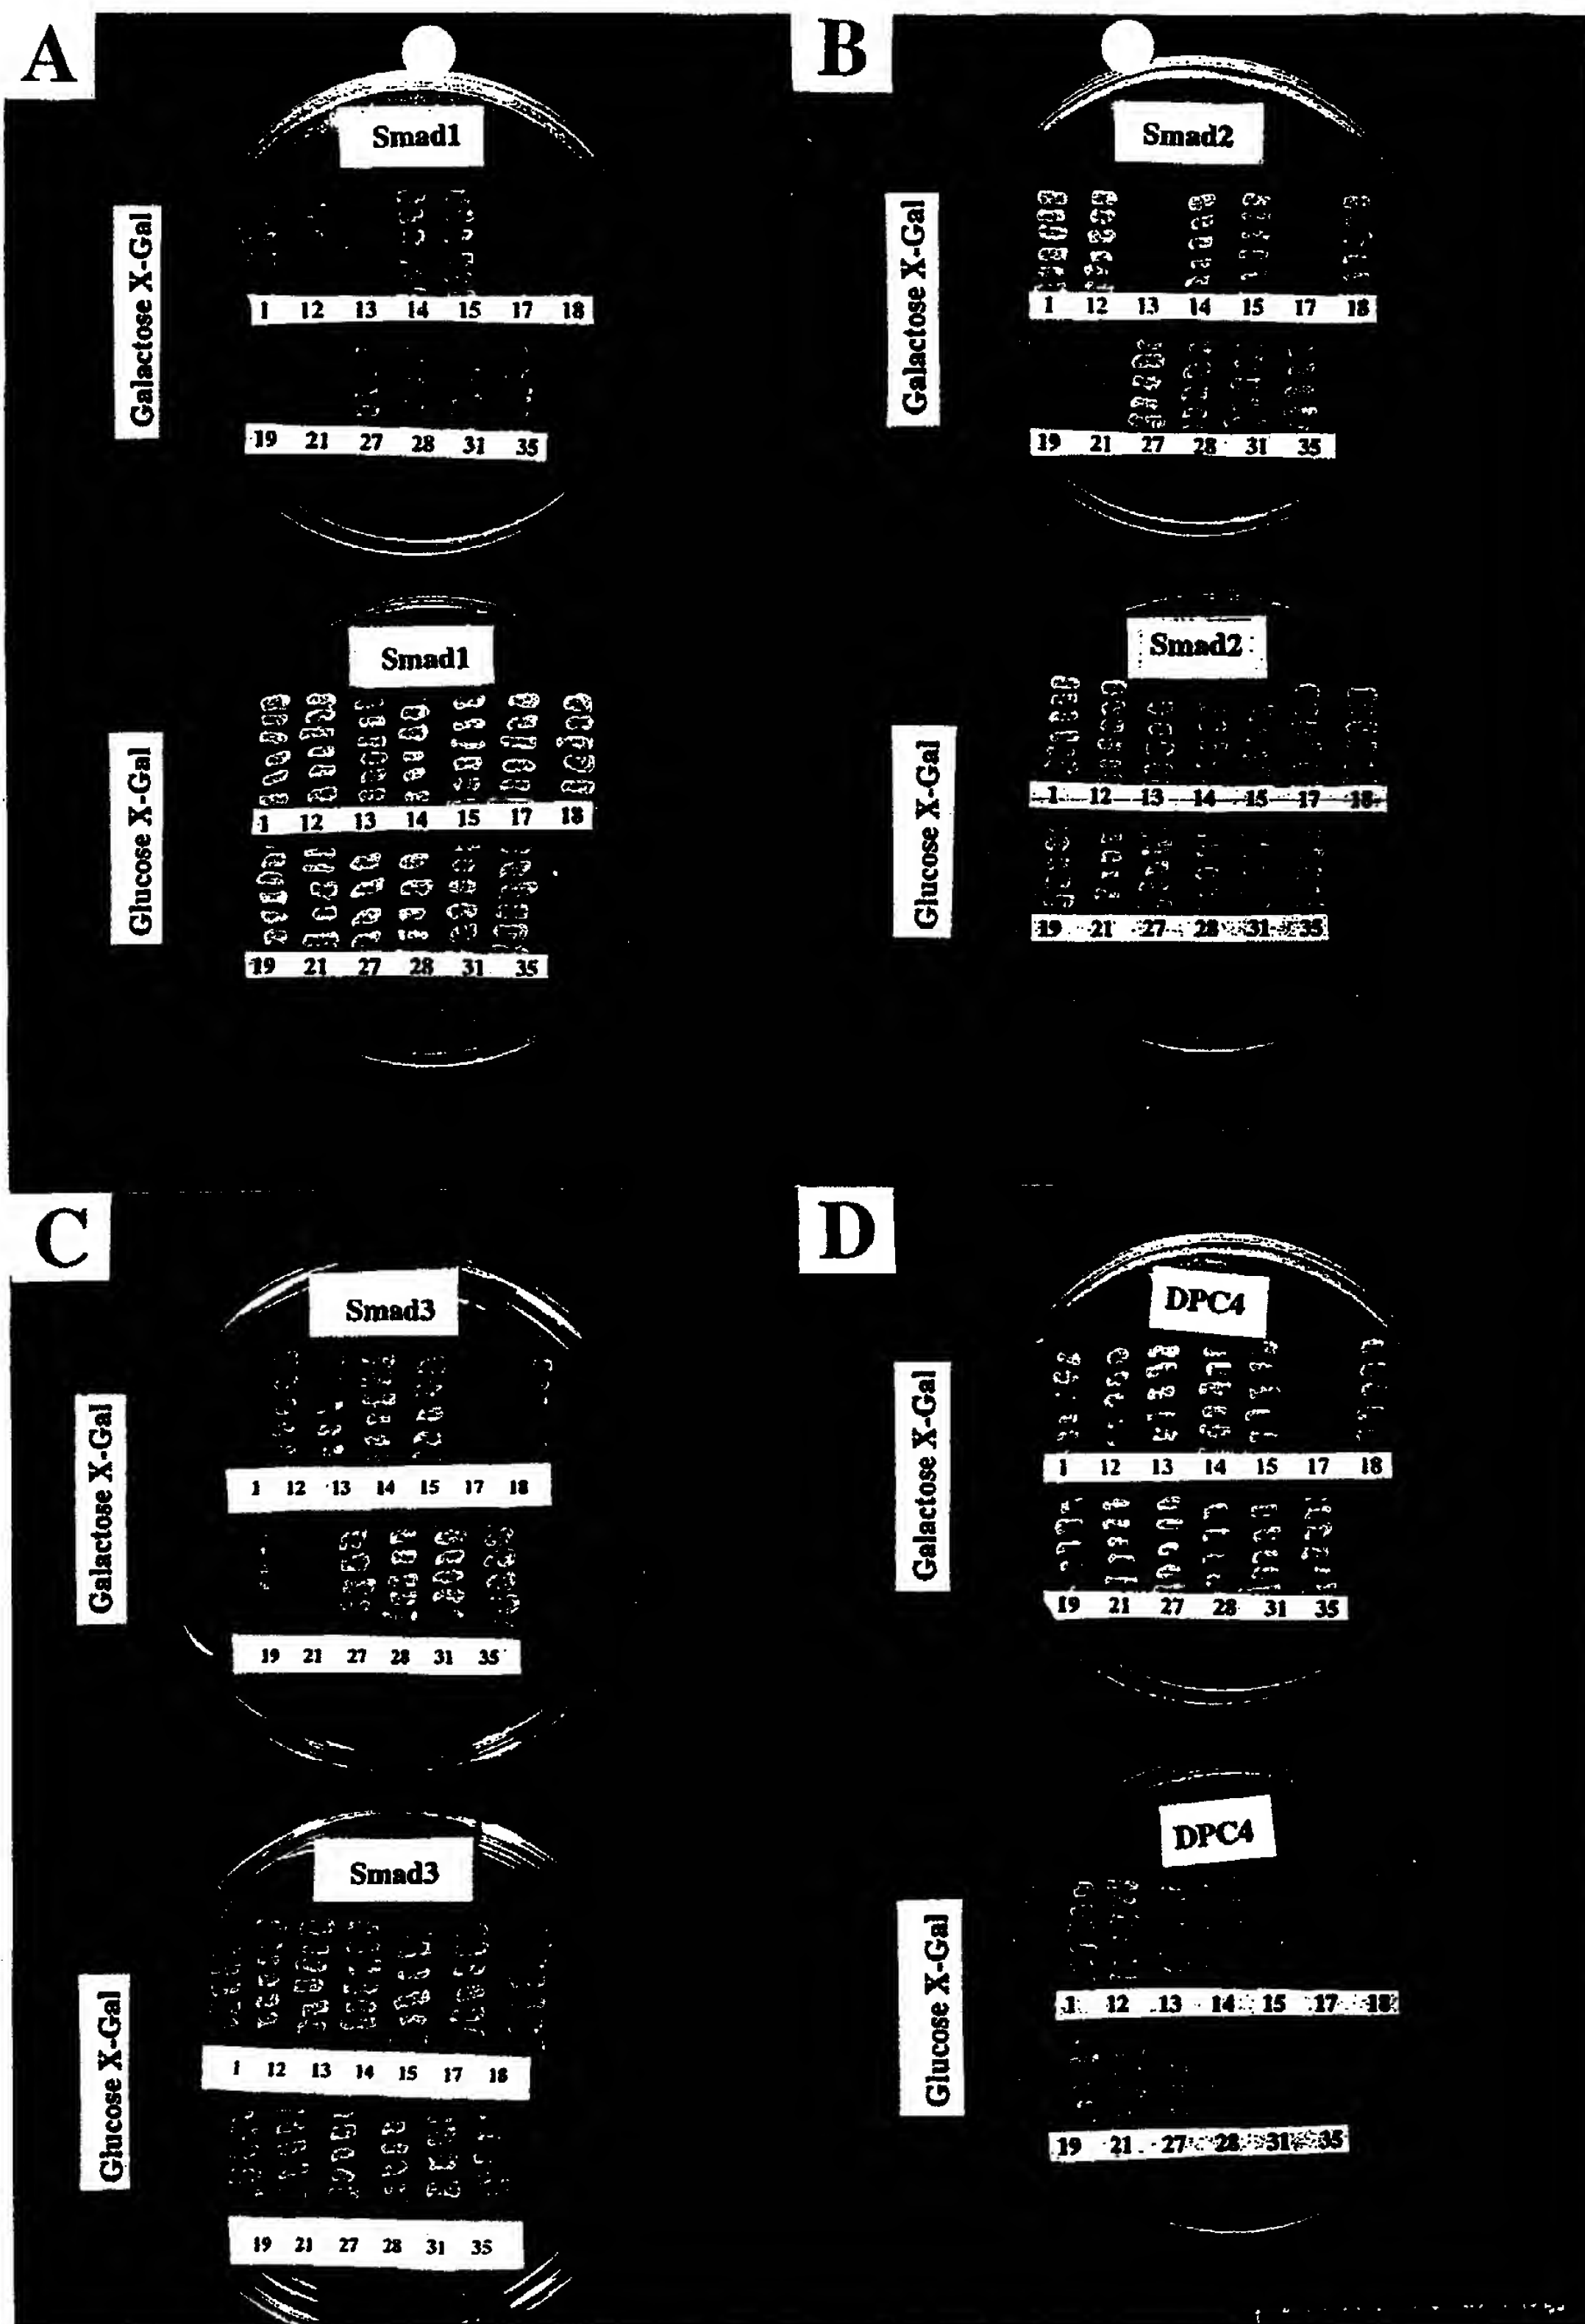 A
Smad1
Galactose X-Gal
1 12 13 14 15 17 18
19 21 27 28 31 35
Smad1
Glucose X-Gal
1 12 13 14 15 17 18
19 21 27 28 31 35
B
Smad2
Galactose X-Gal
1 12 13 14 15 17 18
19 21 27 28 31 35
Smad2
Glucose X-Gal
1 12 13 14 15 17 18
19 21 27 28 31 35
C
Smad3
Galactose X-Gal
1 12 13 14 15 17 18
19 21 27 28 31 35
Smad3
Glucose X-Gal
1 12 13 14 15 17 18
19 21 27 28 31 35
D
DPC4
Galactose X-Gal
1 12 13 14 15 17 18
19 21 27 28 31 35
DPC4
Glucose X-Gal
1 12 13 14 15 17 18
19 21 27 28 31 35